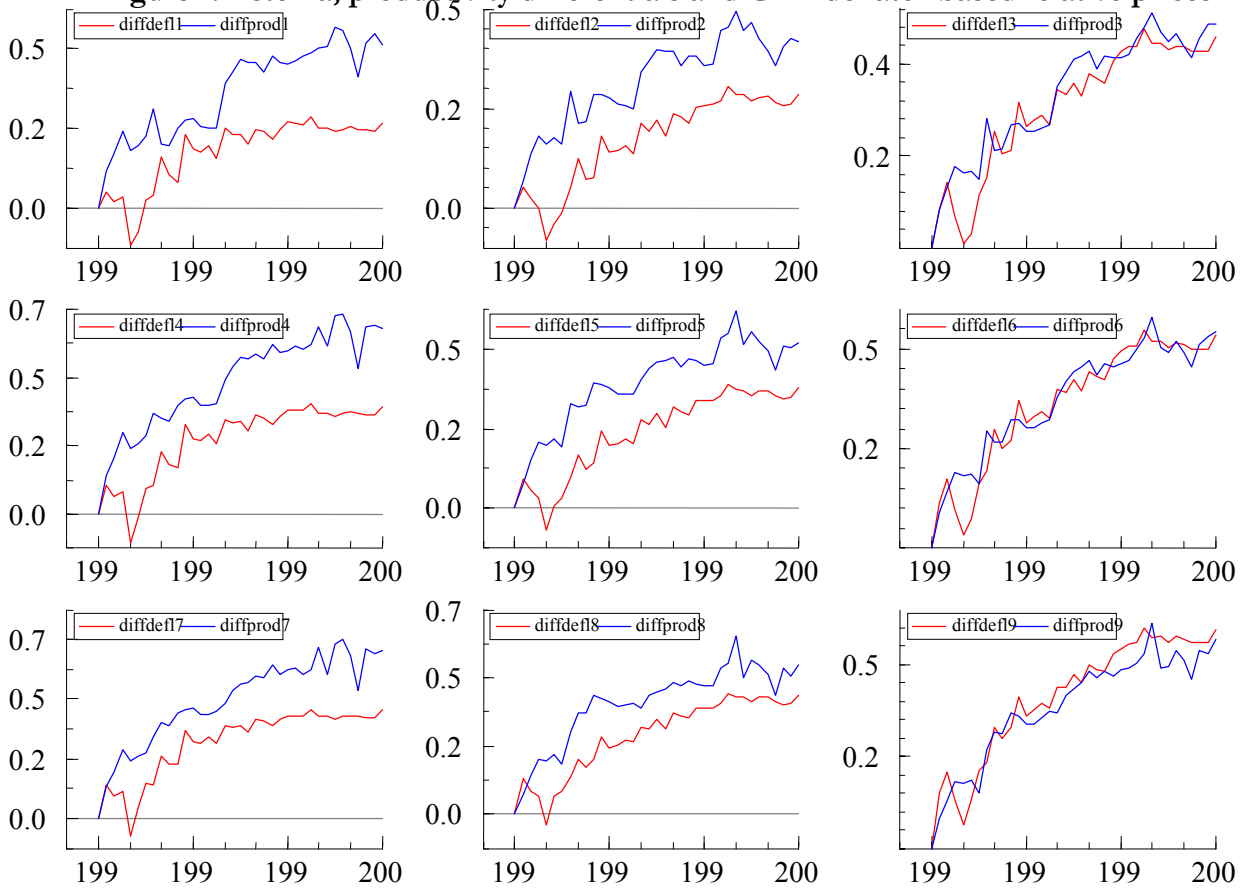 diffdefl1 diffprod1 diffdefl2 diffprod2 diffdefl3 diffprod3
0.5 0.5 0.4
0.2 0.2 0.2
0.0 0.0
199 199 199 200 199 199 199 200 199 199 199 200
0.7 diffdefl4 diffprod4 diffdefl5 diffprod5 diffdefl6 diffprod6
0.5 0.5
0.2 0.2 0.2
0.0 0.0
199 199 199 200 199 199 199 200 199 199 199 200
diffdefl7 diffprod7 0.7 diffdefl8 diffprod8 diffdefl9 diffprod9
0.7 0.5
0.5 0.5
0.2 0.2 0.2
0.0 0.0
199 199 199 200 199 199 199 200 199 199 199 200